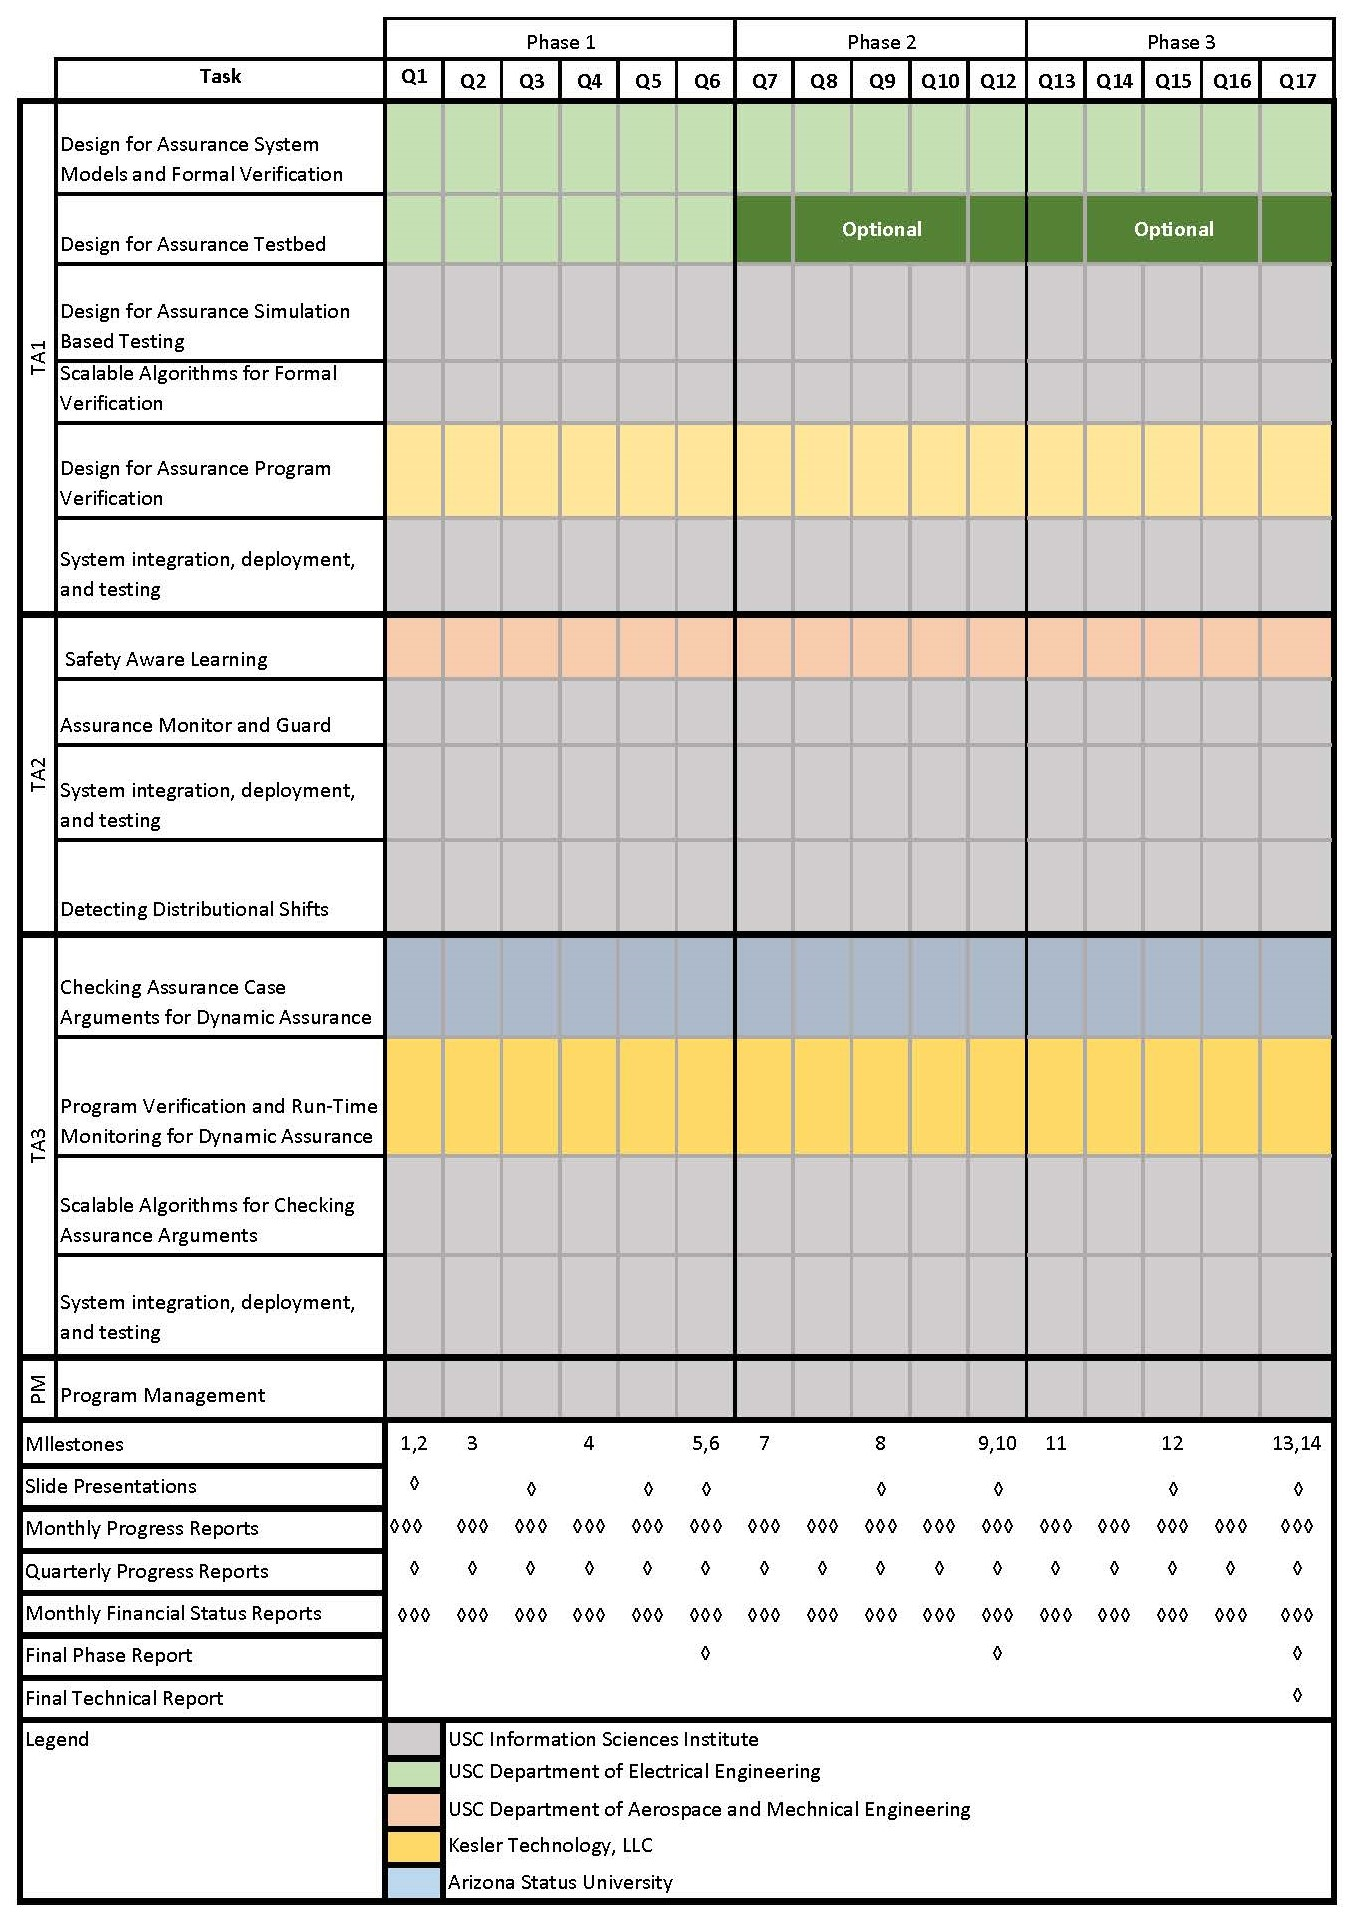 Phase 1 Phase 2 Phase 3
Task Q1 Q2 Q3 Q4 Q5 Q6 Q7 Q8 Q9 Q10 Q12 Q13 Q14 Q15 Q16 Q17
TA1
Design for Assurance System
Models and Formal Verification
Design for Assurance Testbed Optional Optional
Design for Assurance Simulation
Based Testing
Scalable Algorithms for Formal
Verification
Design for Assurance Program
Verification
System integration, deployment,
and testing
TA2
Safety Aware Learning
Assurance Monitor and Guard
System integration, deployment,
and testing
Detecting Distributional Shifts
TA3
Checking Assurance Case
Arguments for Dynamic Assurance
Program Verification and Run-Time
Monitoring for Dynamic Assurance
Scalable Algorithms for Checking
Assurance Arguments
System integration, deployment,
and testing
PM
Program Management
MIlestones 1,2 3 4 5,6 7 8 9,10 11 12 13,14
Slide Presentations ◊ ◊ ◊ ◊ ◊ ◊ ◊ ◊
Monthly Progress Reports ◊◊◊ ◊◊◊ ◊◊◊ ◊◊◊ ◊◊◊ ◊◊◊ ◊◊◊ ◊◊◊ ◊◊◊ ◊◊◊ ◊◊◊ ◊◊◊ ◊◊◊ ◊◊◊ ◊◊◊ ◊◊◊
Quarterly Progress Reports ◊ ◊ ◊ ◊ ◊ ◊ ◊ ◊ ◊ ◊ ◊ ◊ ◊ ◊ ◊ ◊
Monthly Financial Status Reports ◊◊◊ ◊◊◊ ◊◊◊ ◊◊◊ ◊◊◊ ◊◊◊ ◊◊◊ ◊◊◊ ◊◊◊ ◊◊◊ ◊◊◊ ◊◊◊ ◊◊◊ ◊◊◊ ◊◊◊ ◊◊◊
Final Phase Report ◊ ◊ ◊
Final Technical Report ◊
Legend USC Information Sciences Institute
USC Department of Electrical Engineering
USC Department of Aerospace and Mechnical Engineering
Kesler Technology, LLC
Arizona Status University